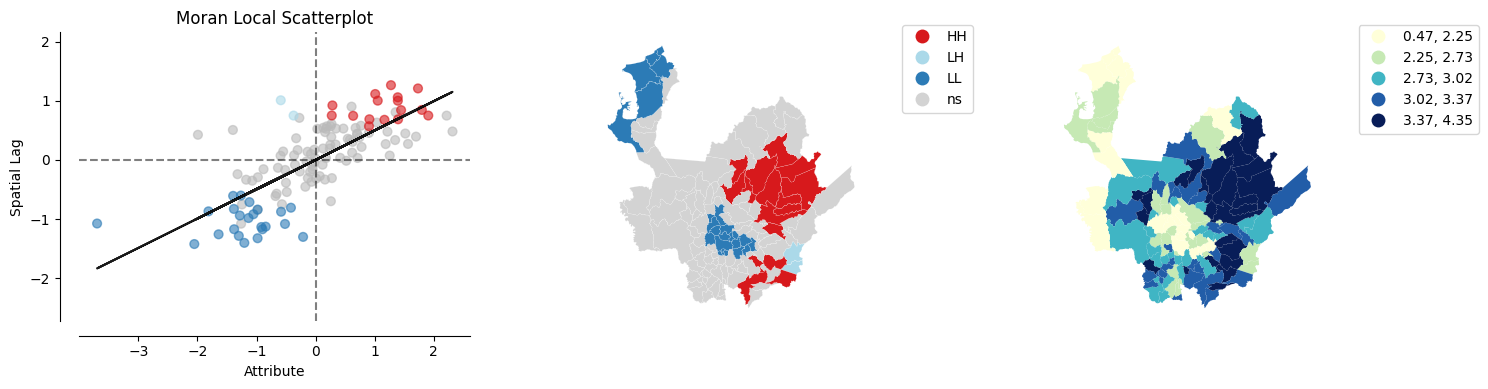 Moran Local Scatterplot
Spatial Lag
2
1
0
−1
−2
−3
−2
−1
0
1
2
Attribute
HH
LH
LL
ns
0.47, 2.25
2.25, 2.73
2.73, 3.02
3.02, 3.37
3.37, 4.35